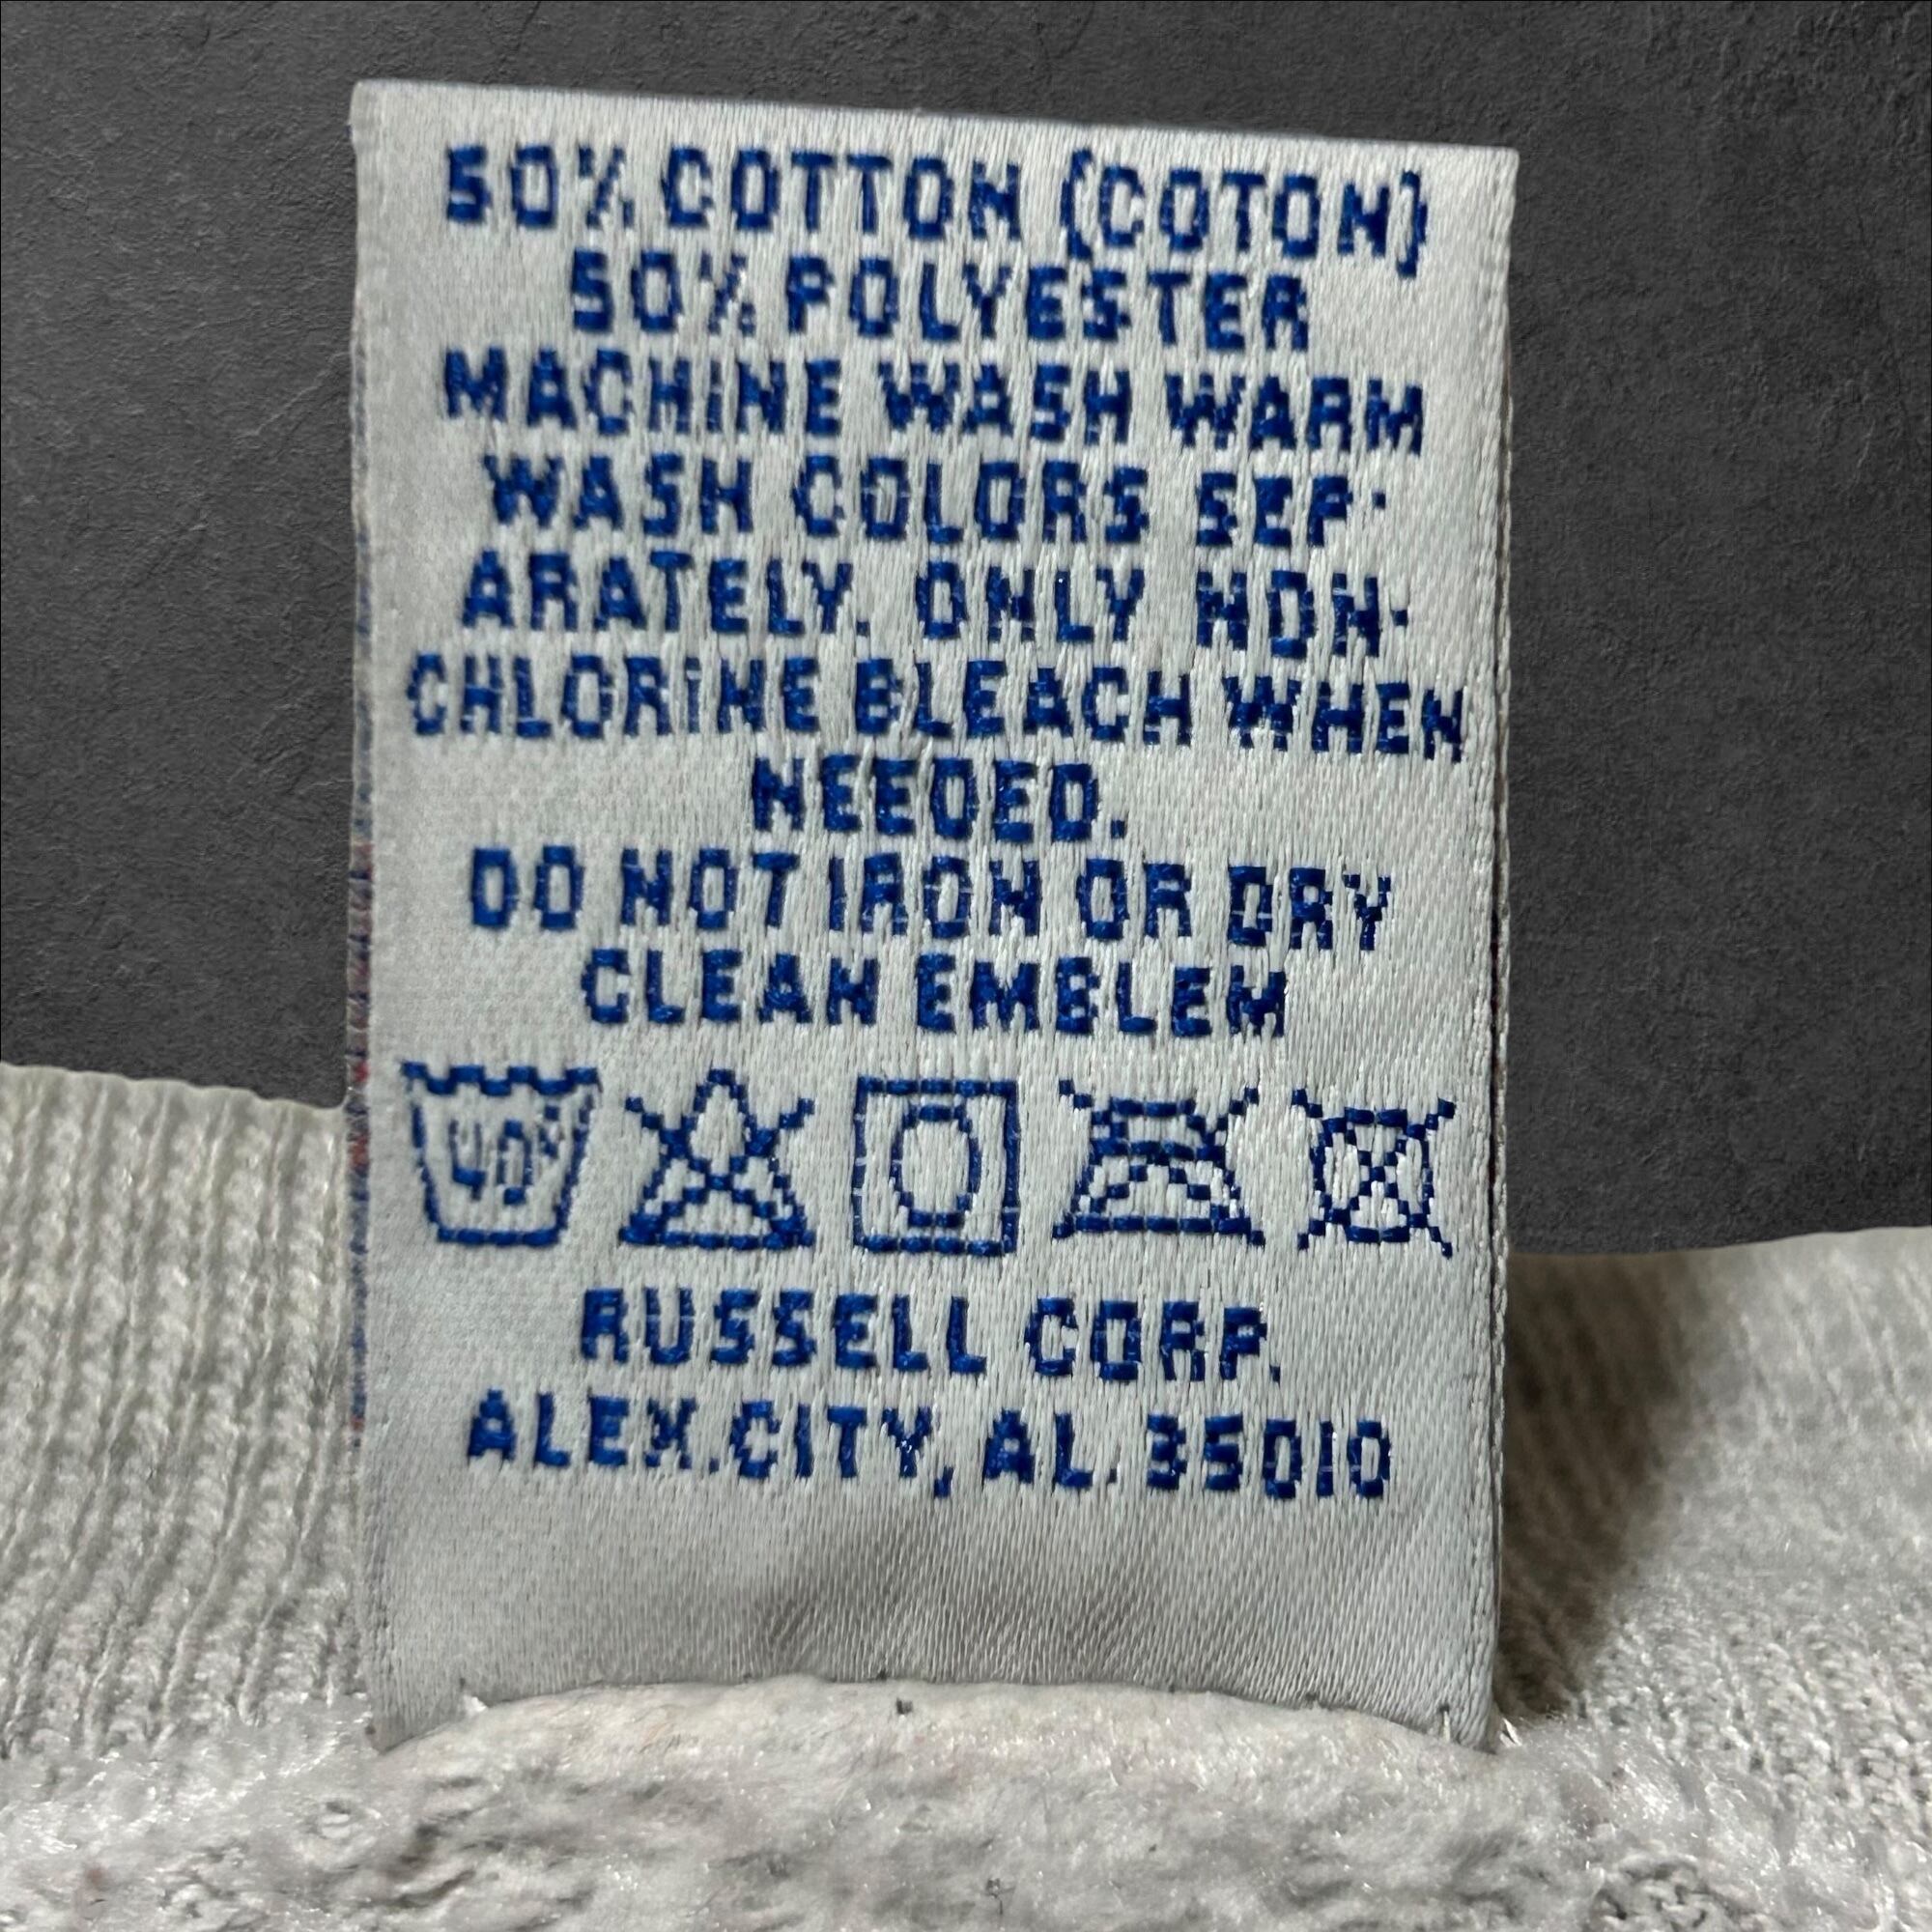 50% COTTON (COTON)
50% POLYESTER
MACHINE WASH WARM
WASH COLORS SEP-
ARATELY. ONLY NON-
CHLORINE BLEACH WHEN
NEEDED.
DO NOT IRON OR DRY
CLEAN EMBLEM
40°
RUSSELL CORP.
ALEX.CITY, AL. 35010